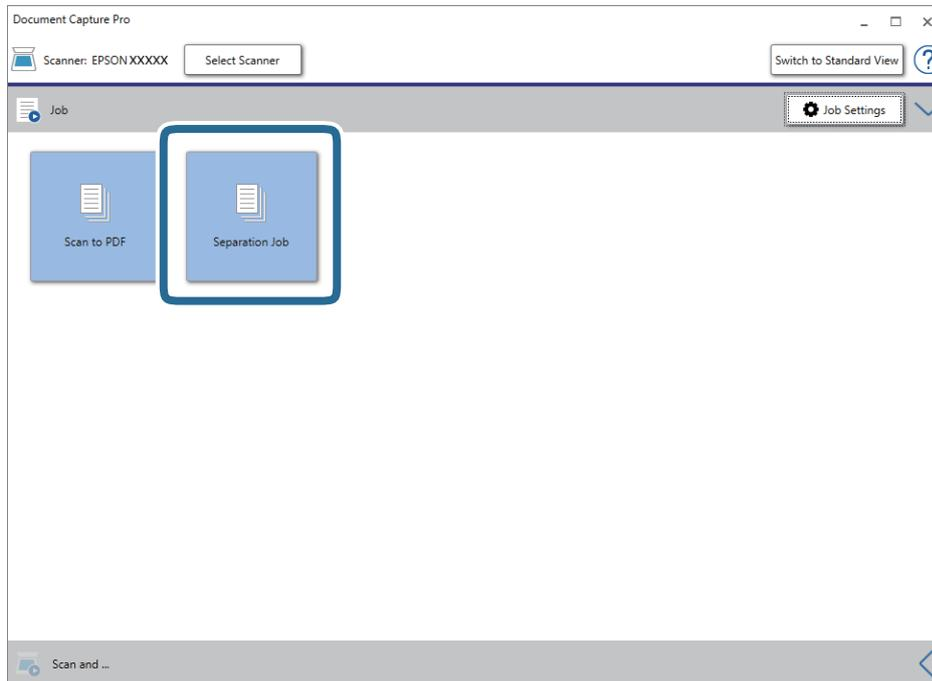 Document Capture Pro
Scanner: EPSON XXXXX Select Scanner Switch to Standard View ?
Job Job Settings
Scan to PDF Separation Job
Scan and ...